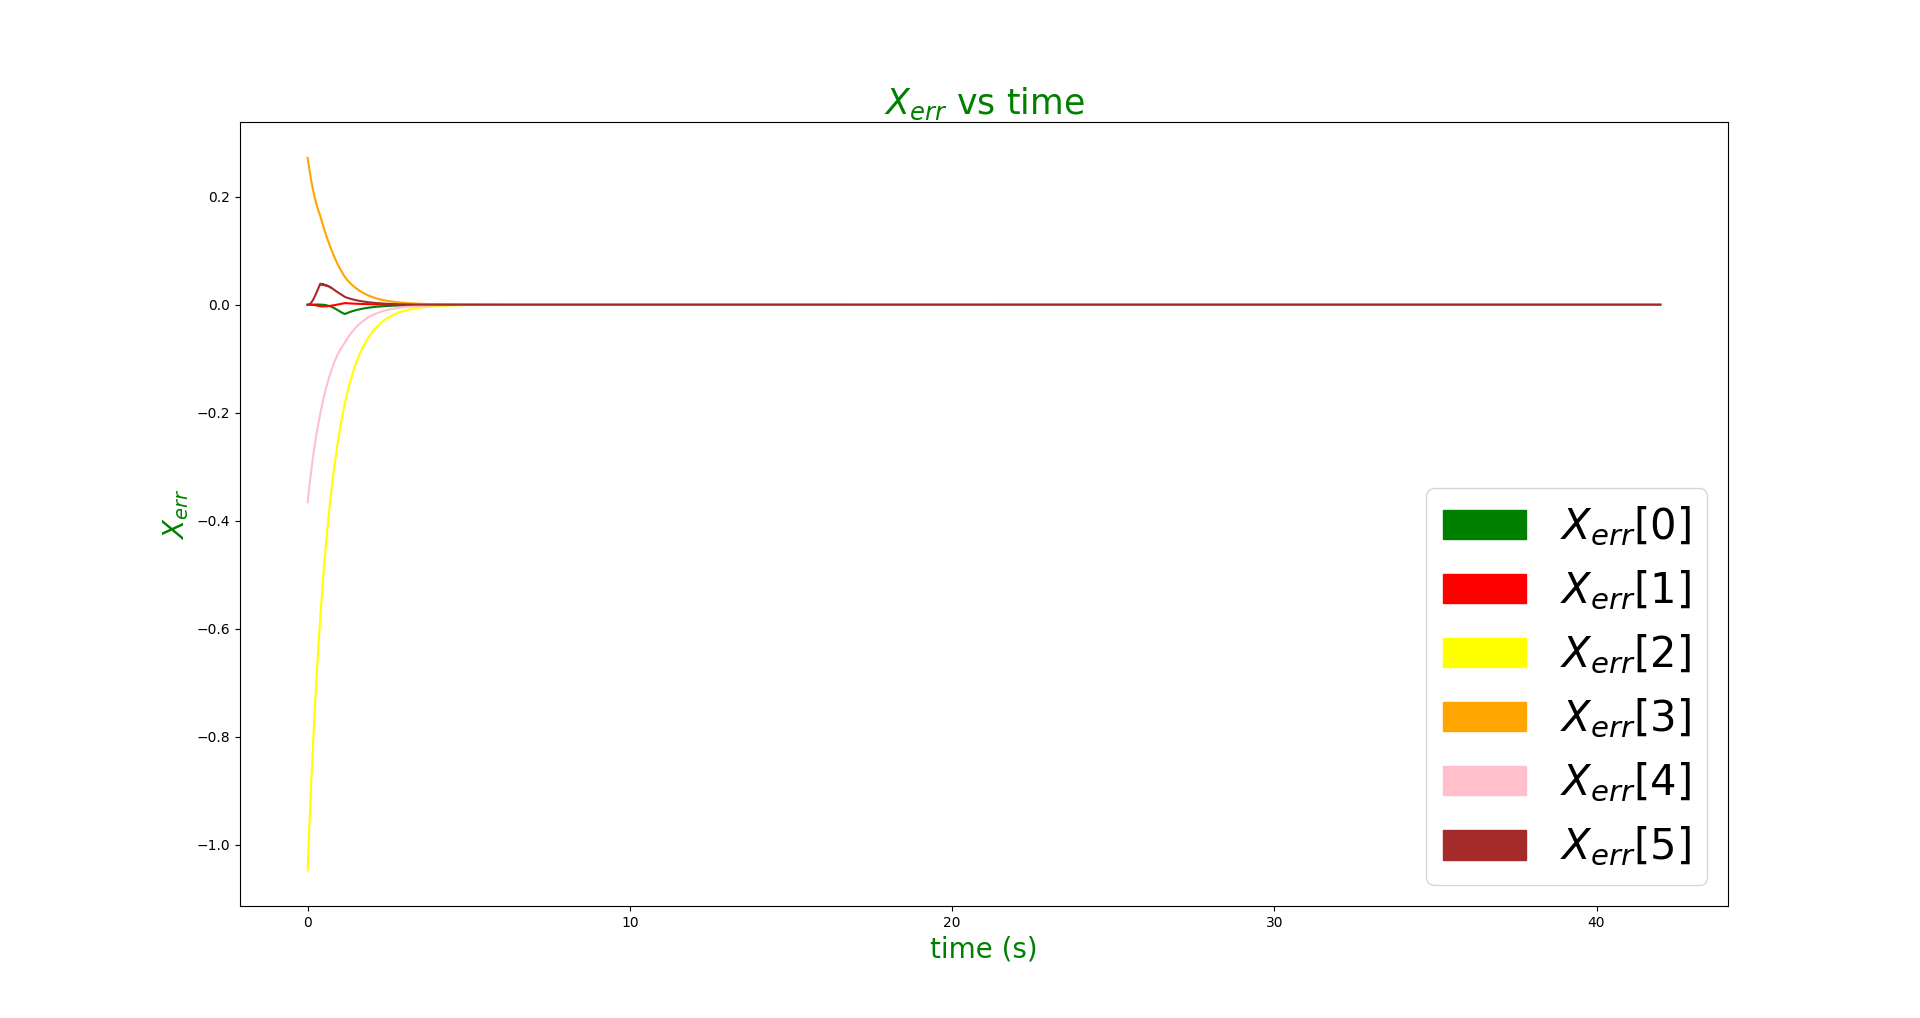 X_err vs time
0.2
0.0
−0.2
−0.4
−0.6
−0.8
−1.0
X_err
0 10 20 30 40
time (s)
X_err[0]
X_err[1]
X_err[2]
X_err[3]
X_err[4]
X_err[5]